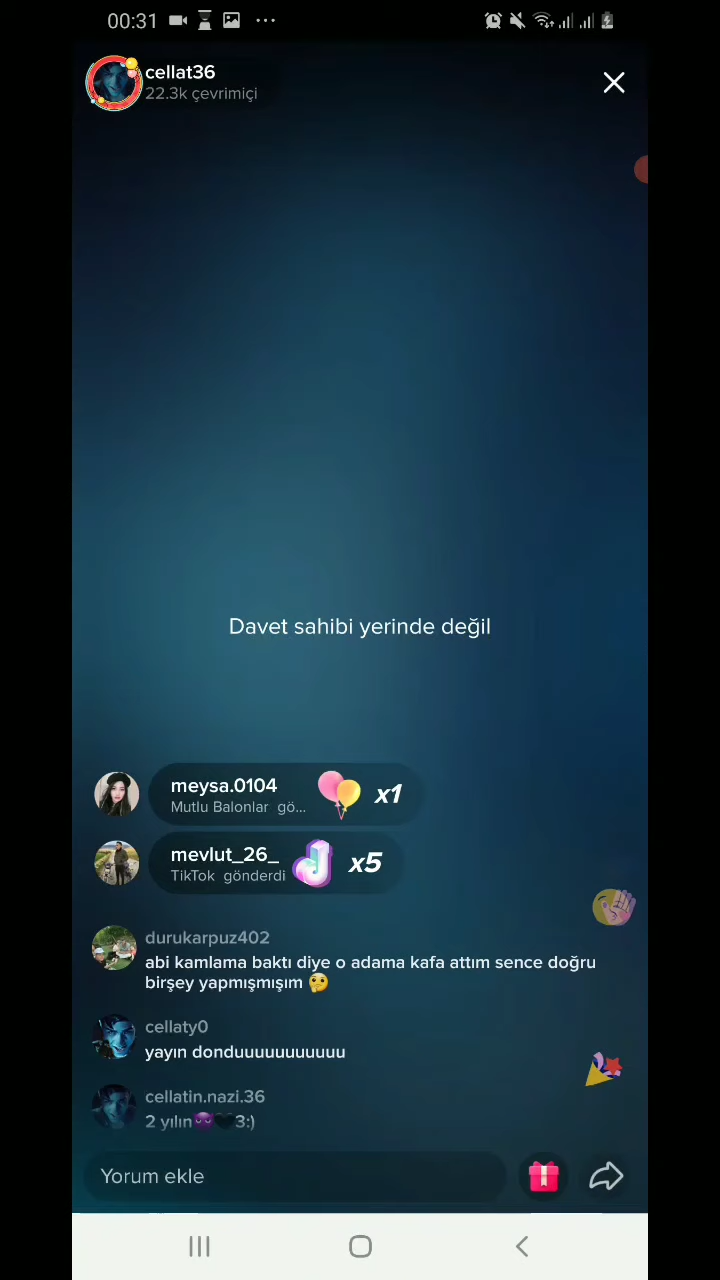 00:31
cellat36
22.3k çevrimiçi
Davet sahibi yerinde değil
meysa.0104
Mutlu Balonlar gö...
x1
mevlut_26_
TikTok gönderdi
x5
durukarpuz402
abi kamlama baktı diye o adama kafa attım sence doğru
birşey yapmışmışım 🤔
cellaty0
yayın donduuuuuuuuuuu
cellatin.nazi.36
2 yılın😈🖤3:)
Yorum ekle